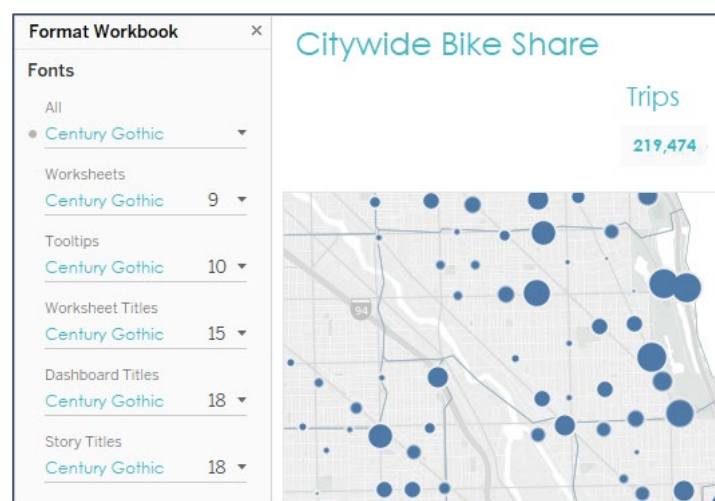 Format Workbook ×
Fonts
All
Century Gothic
Worksheets
Century Gothic 9
Tooltips
Century Gothic 10
Worksheet Titles
Century Gothic 15
Dashboard Titles
Century Gothic 18
Story Titles
Century Gothic 18
Citywide Bike Share
Trips
219,474
94